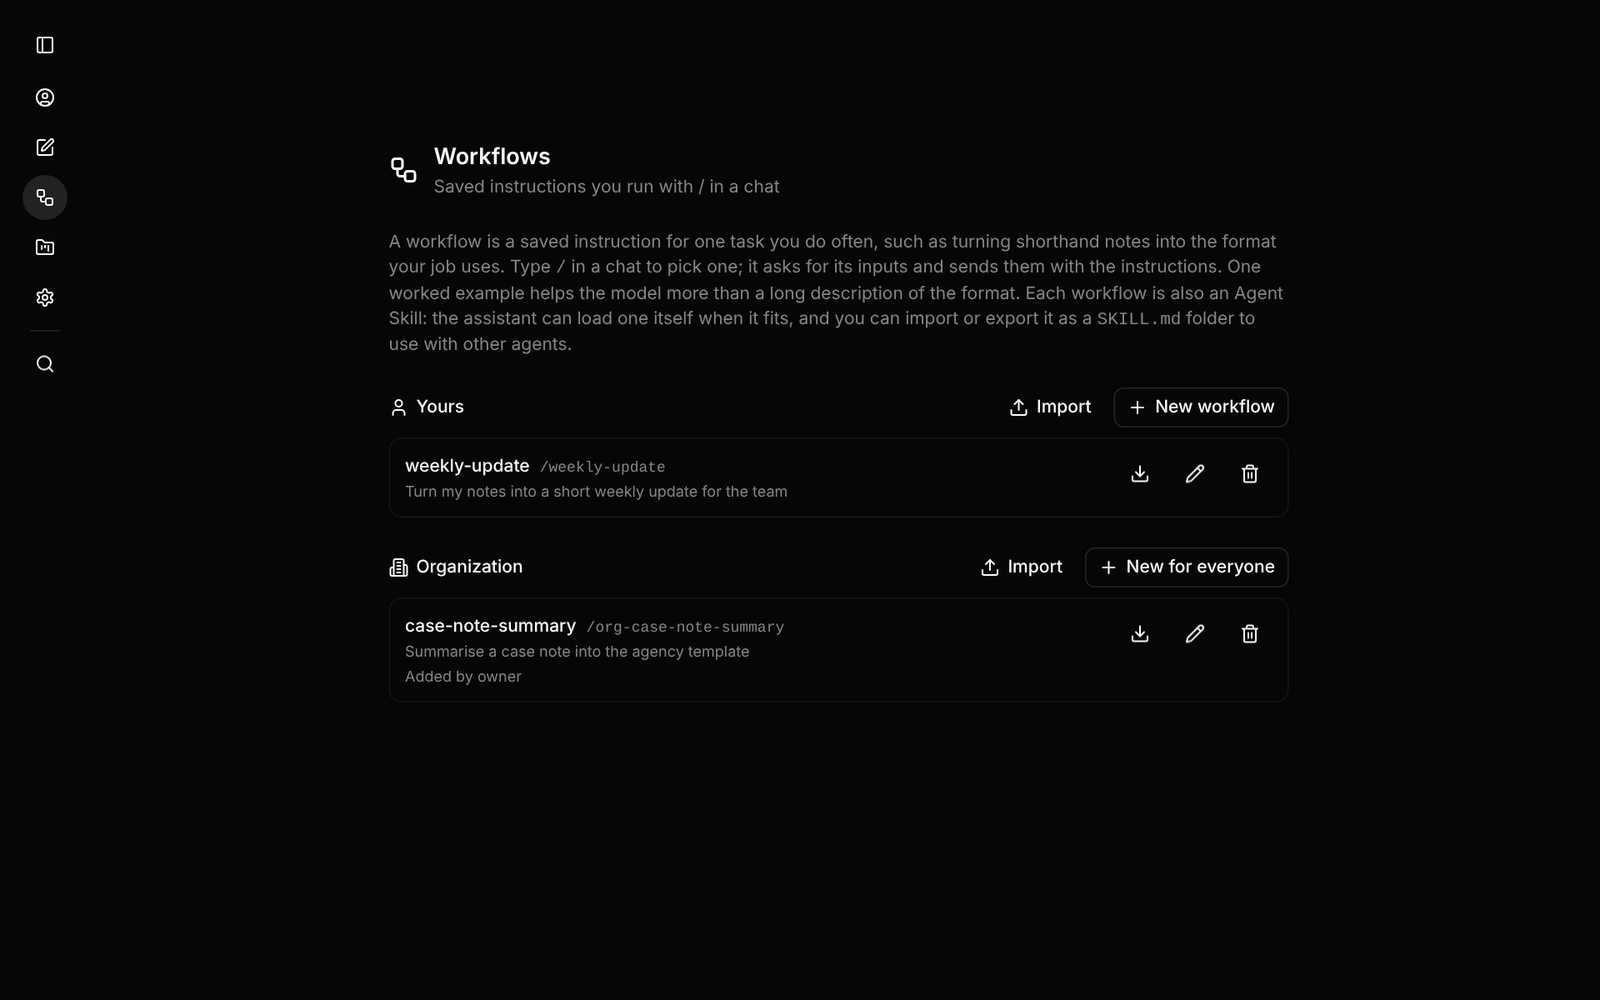 Workflows
Saved instructions you run with / in a chat
A workflow is a saved instruction for one task you do often, such as turning shorthand notes into the format
your job uses. Type / in a chat to pick one; it asks for its inputs and sends them with the instructions. One
worked example helps the model more than a long description of the format. Each workflow is also an Agent
Skill: the assistant can load one itself when it fits, and you can import or export it as a SKILL.md folder to
use with other agents.
Yours
Import
New workflow
weekly-update /weekly-update
Turn my notes into a short weekly update for the team
Organization
Import
New for everyone
case-note-summary /org-case-note-summary
Summarise a case note into the agency template
Added by owner